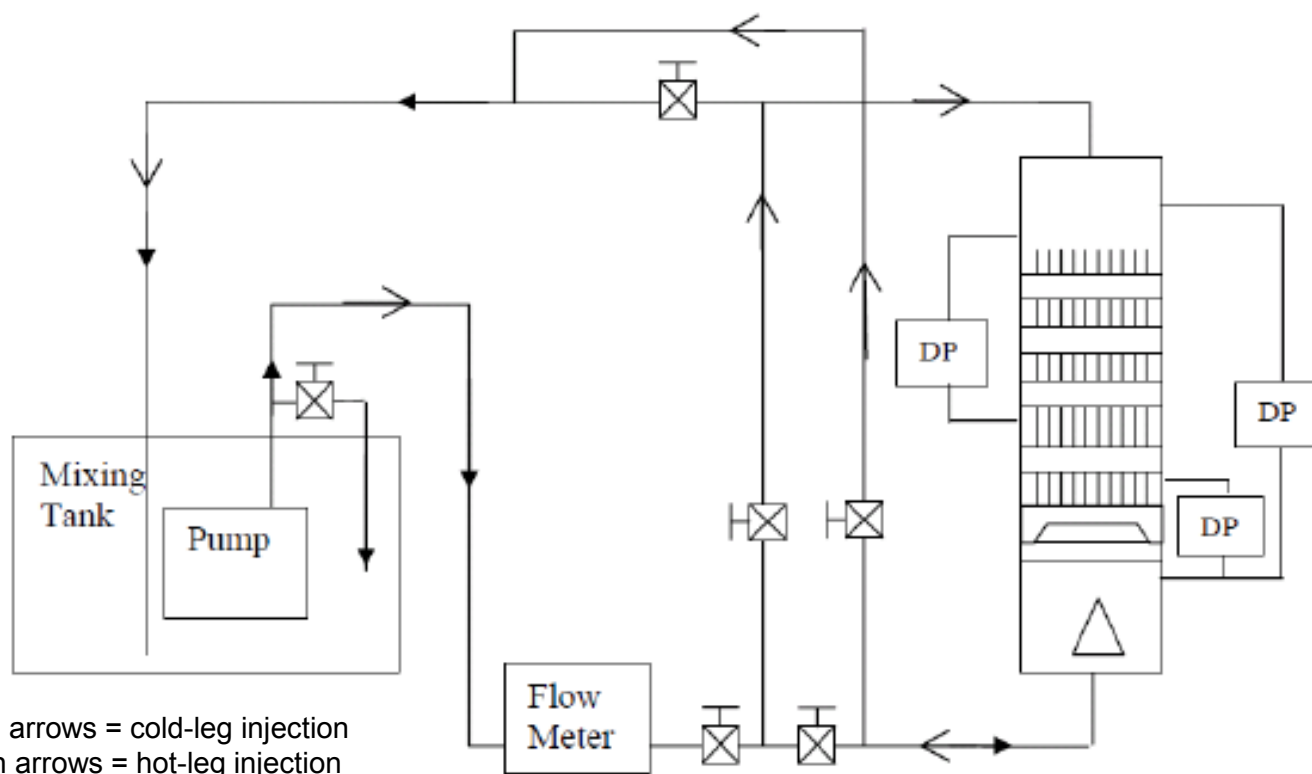 DP
DP
Mixing
Tank
Pump
DP
Flow
Meter
arrows = cold-leg injection
arrows = hot-leg injection